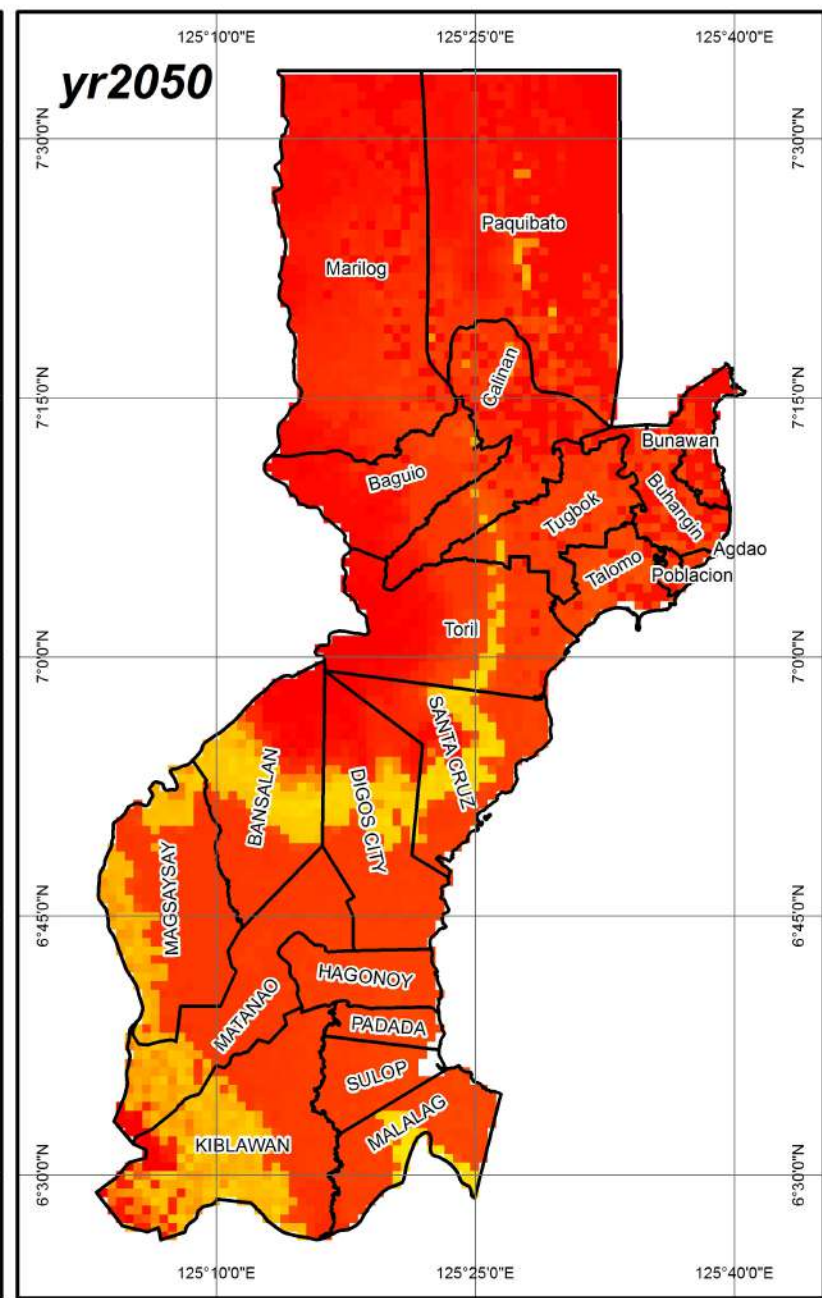 125°10'0"E
125°25'0"E
125°40'0"E
yr2050
7°30'0"N
7°30'0"N
Paquibato
Marilog
Calinan
7°15'0"N
7°15'0"N
Bunawan
Baguio
Buhangin
Tugbok
Agdao
Talomo
Poblacion
Toril
7°0'0"N
7°0'0"N
SANTA CRUZ
BANSALAN
DIGOS CITY
MAGSAYSAY
6°45'0"N
6°45'0"N
HAGONOY
MATANAO
PADADA
SULOP
MALALAG
KIBLAWAN
6°30'0"N
6°30'0"N
125°10'0"E
125°25'0"E
125°40'0"E